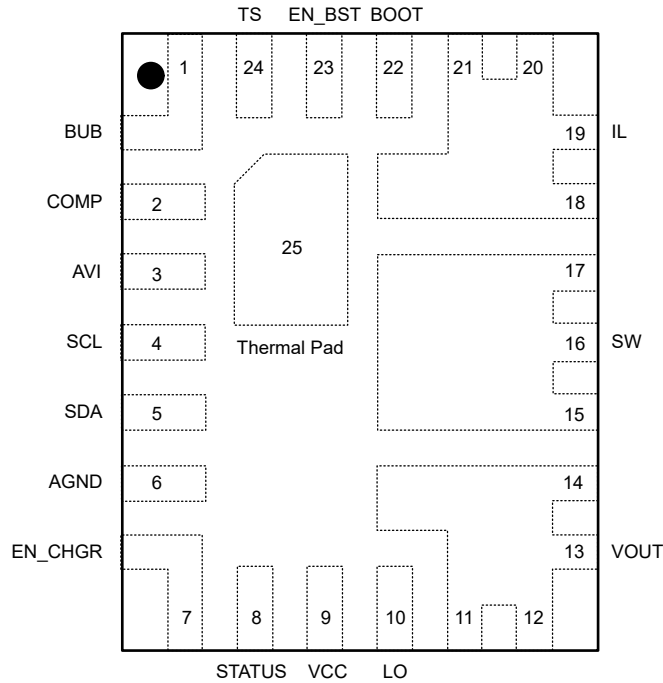 TS EN_BST BOOT
1 24 23 22 21 20
BUB 19 IL
COMP 2 18
25
AVI 3 17
SCL 4 16 SW
Thermal Pad
SDA 5 15
AGND 6 14
EN_CHGR 13 VOUT
7 8 9 10 11 12
STATUS VCC LO